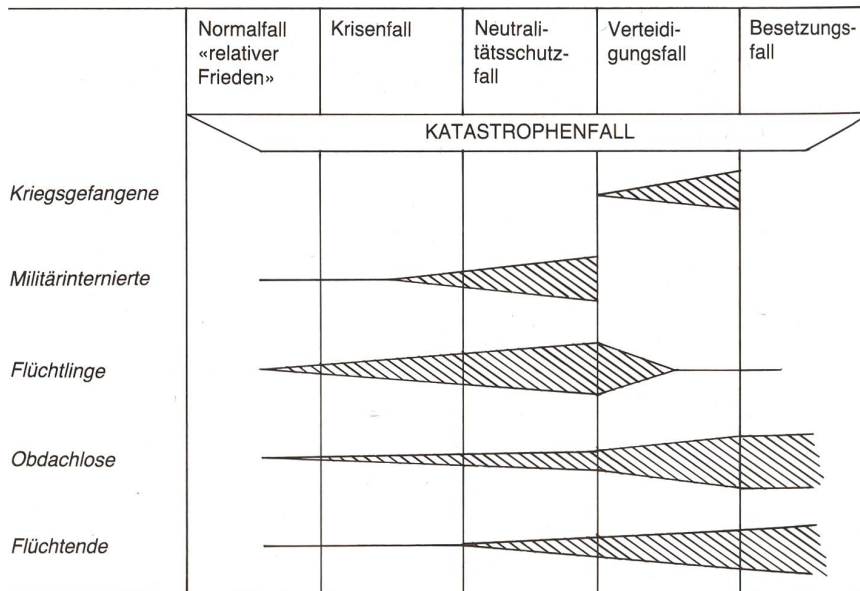 Normalfall
«relativer
Frieden»
Krisenfall
Neutrali-
tätsschutz-
fall
Verteidi-
gungsfall
Besetzungs-
fall
KATASTROPHENFALL
Kriegsgefangene
Militärinternierte
Flüchtlinge
Obdachlose
Flüchtende